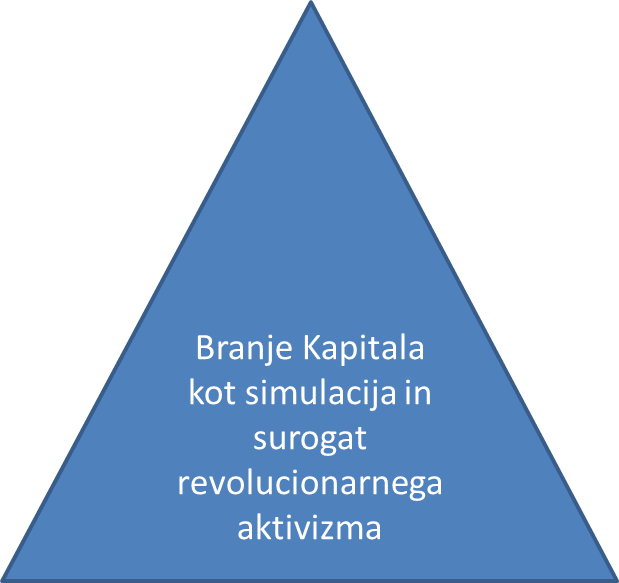 Branje Kapitala
kot simulacija in
surogat
revolucionarnega
aktivizma